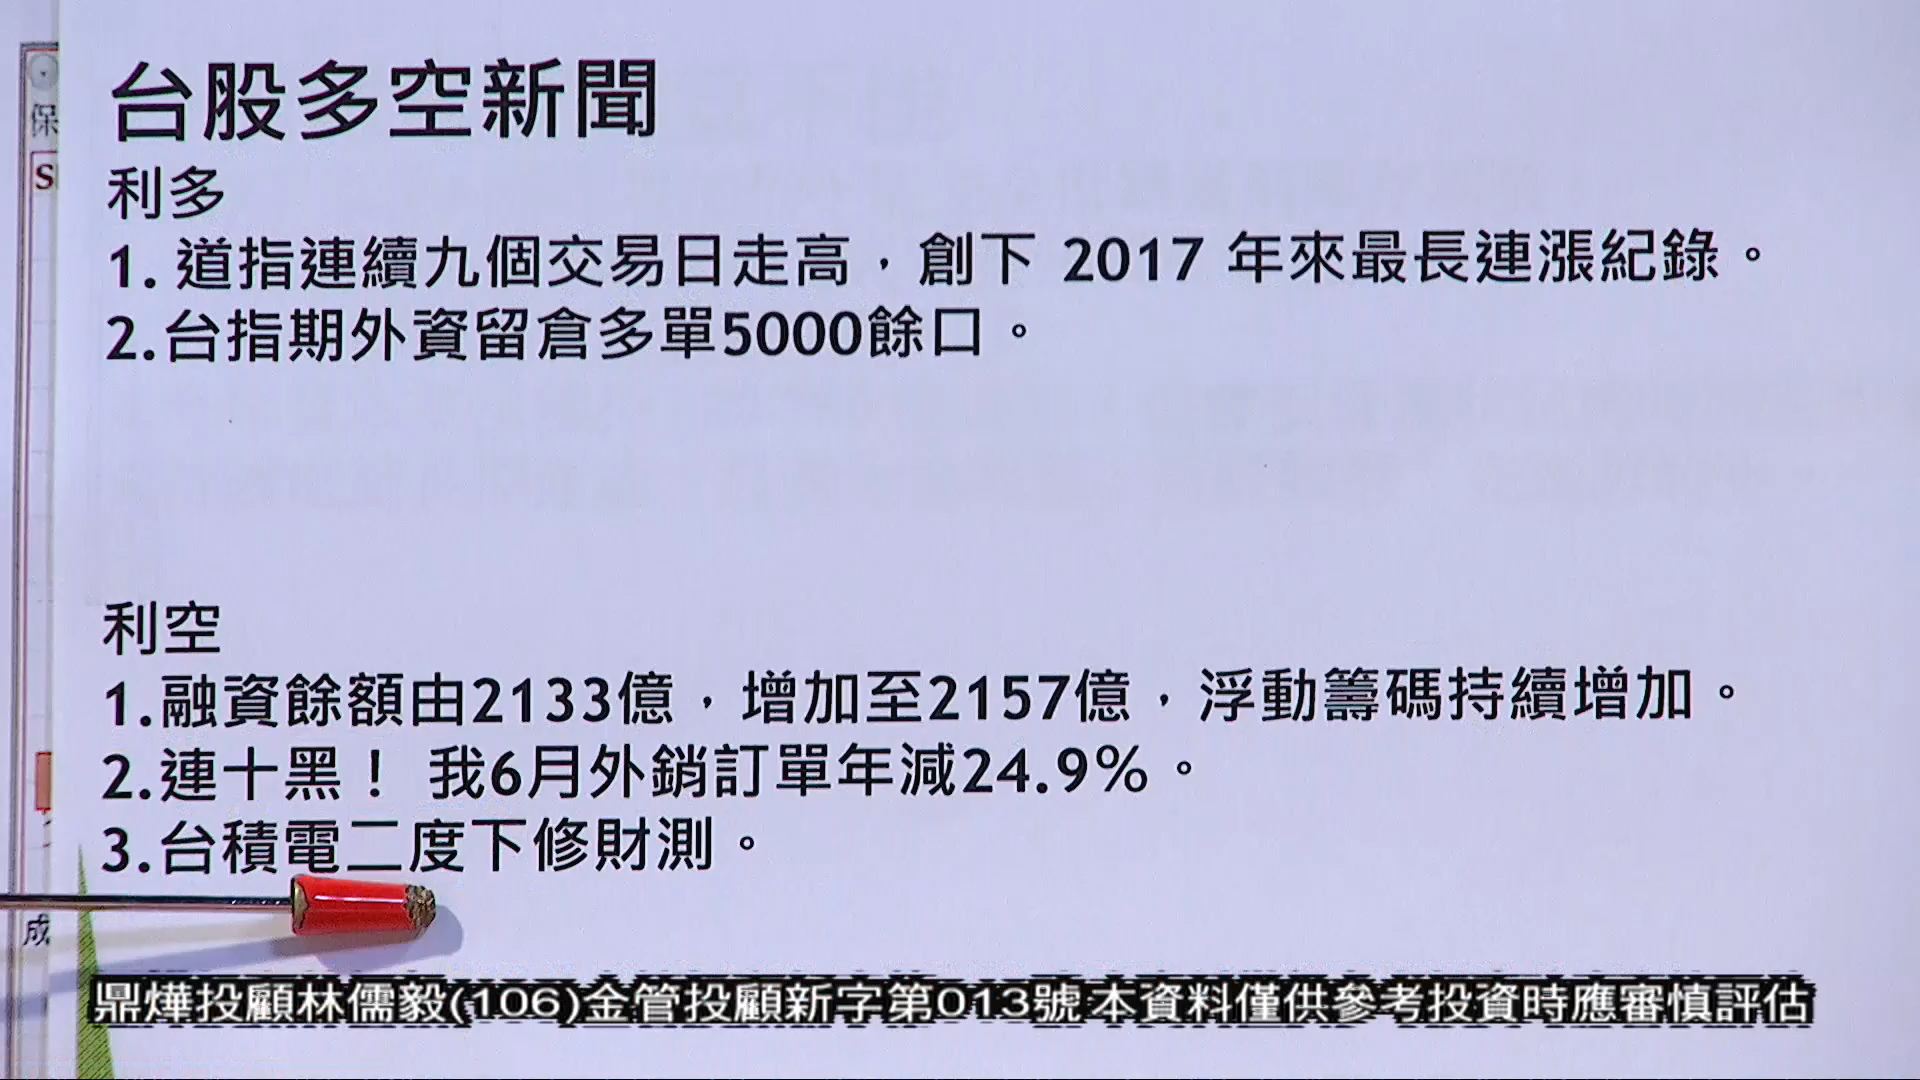 台股多空新聞
利多
1. 道指連續九個交易日走高，創下 2017 年來最長連漲紀錄。
2.台指期外資留倉多單5000餘口。
利空
1.融資餘額由2133億，增加至2157億，浮動籌碼持續增加。
2.連十黑！ 我6月外銷訂單年減24.9%。
3.台積電二度下修財測。
保
S
成
鼎燁投顧林儒毅(106)金管投顧新字第013號 本資料僅供參考投資時應審慎評估